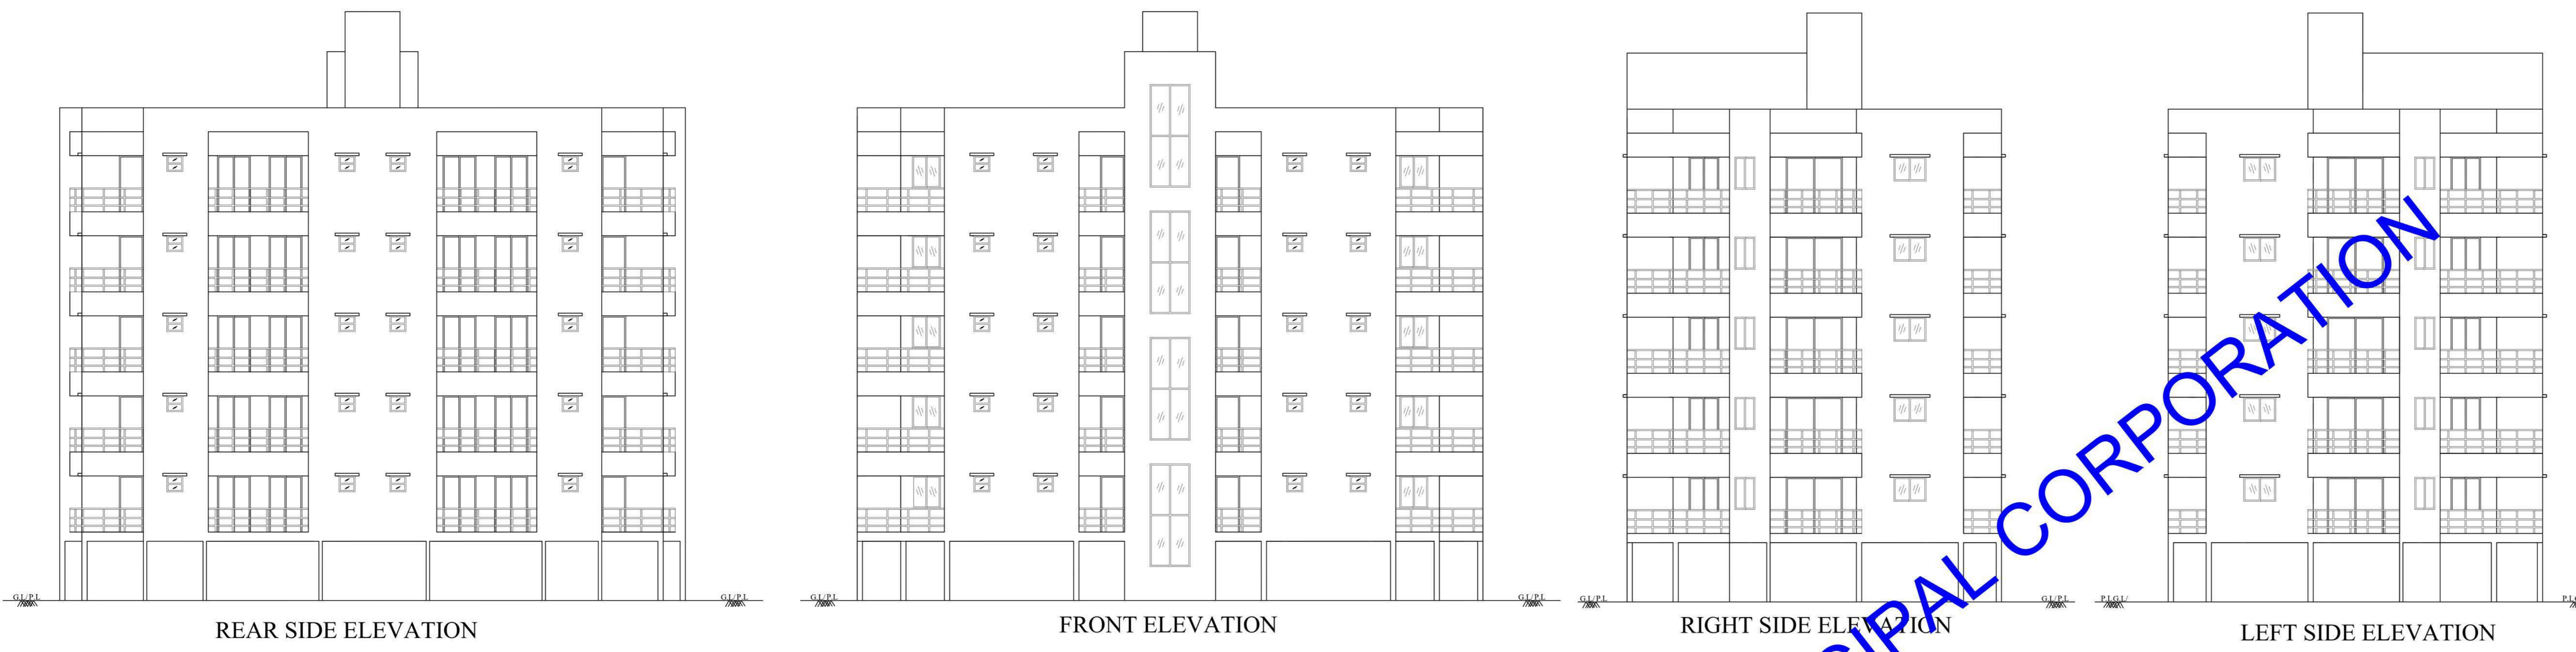 G.L/P.L
G.L/P.L
REAR SIDE ELEVATION
G.L/P.L
G.L/P.L
FRONT ELEVATION
G.L/P.L
G.L/P.L
RIGHT SIDE ELEVATION
P.L.G.L/
LEFT SIDE ELEVATION
CORPORATION